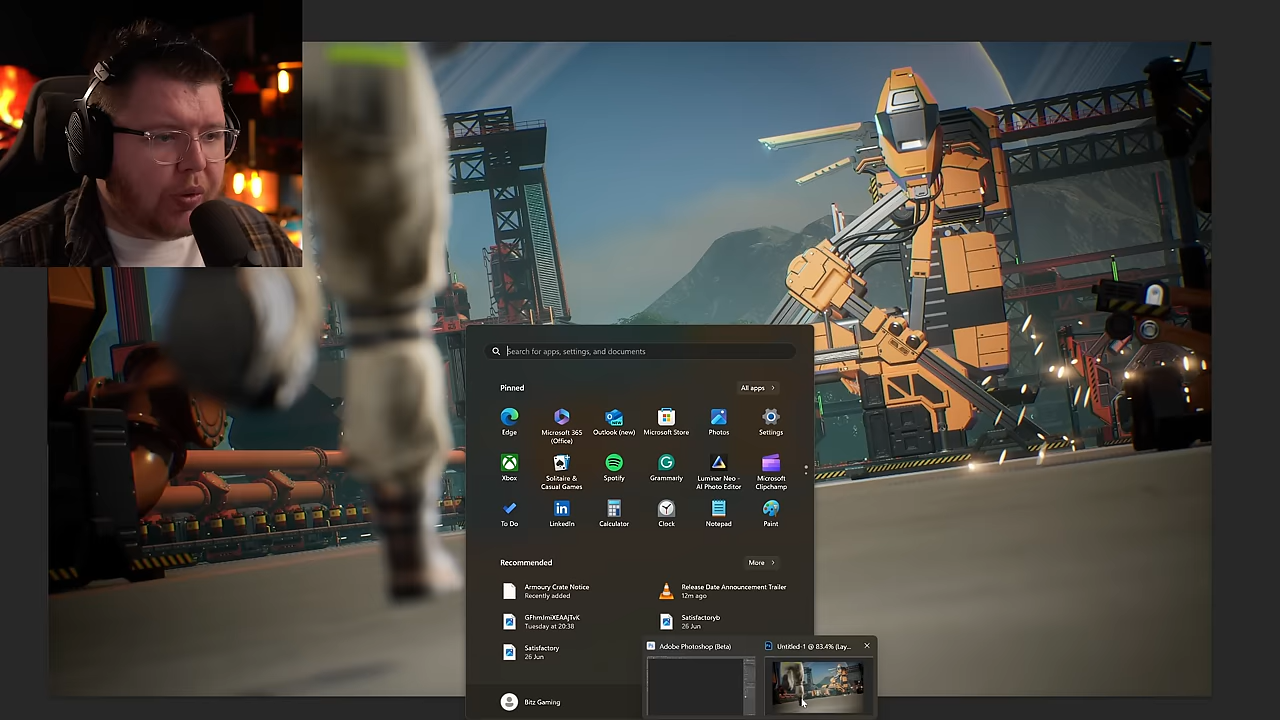 Search for apps, settings, and documents
Pinned
All apps >
Edge
Microsoft 365
(Office)
Outlook (new)
Microsoft Store
Photos
Settings
Xbox
Solitaire &
Casual Games
Spotify
Grammarly
Luminar Neo -
AI Photo Editor
Microsoft
Clipchamp
To Do
LinkedIn
Calculator
Clock
Notepad
Paint
Recommended
More >
Armoury Crate Notice
Recently added
Release Date Announcement Trailer
12m ago
Tuesday at 20:38
Satisfactoryb
26 Jun
Satisfactory
26 Jun
Adobe Photoshop (Beta)
Untitled-1 @ 83.4% (Lay...
Bitz Gaming